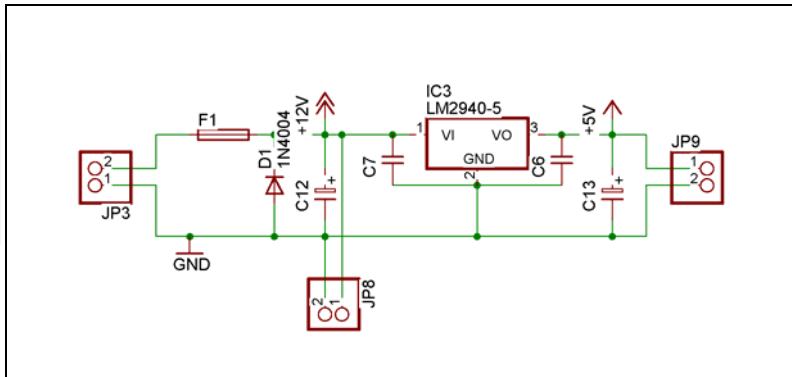 IC3
LM2940-5
F1
D1
1N4004
+12V
1
VI
VO
3
+5V
JP9
1
2
2
1
JP3
C7
GND
2
C6
C12
+
C13
+
GND
2
1
JP8